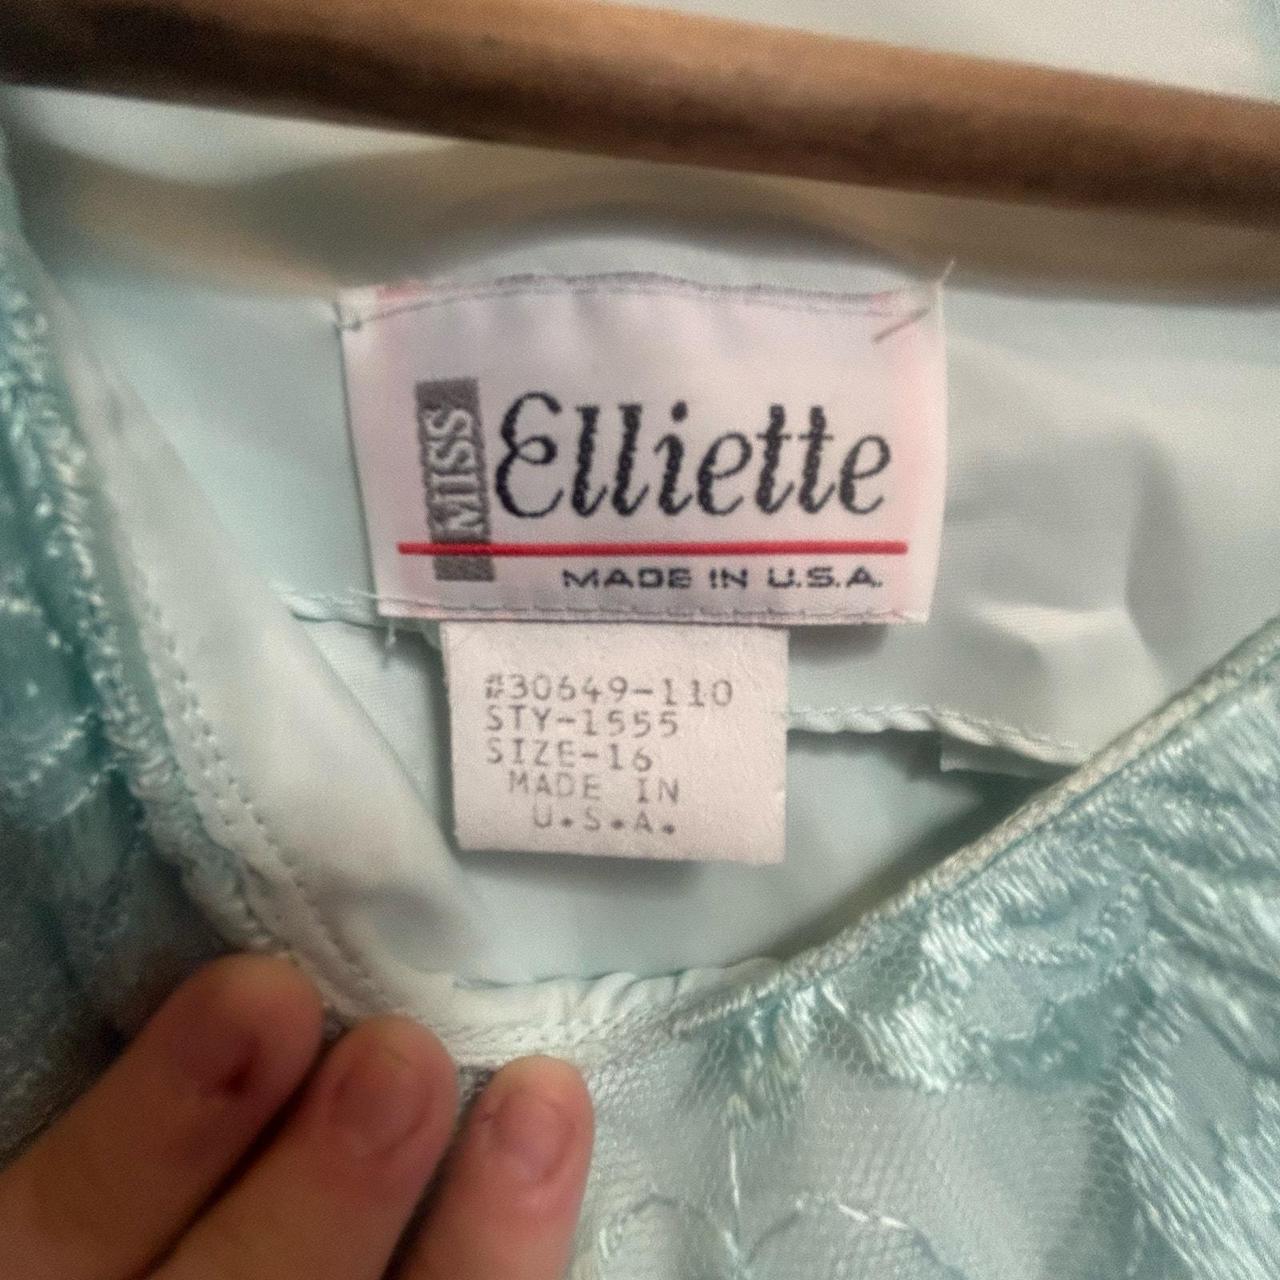 MISS Elliette
MADE IN U.S.A.
#30649-110
STY-1555
SIZE-16
MADE IN
U.S.A.